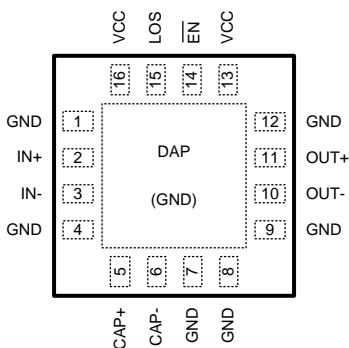 VCC LOS EN VCC
16 15 14 13
GND 1 12 GND
IN+ 2 DAP 11 OUT+
IN- 3 (GND) 10 OUT-
GND 4 9 GND
5 6 7 8
CAP+ CAP- GND GND